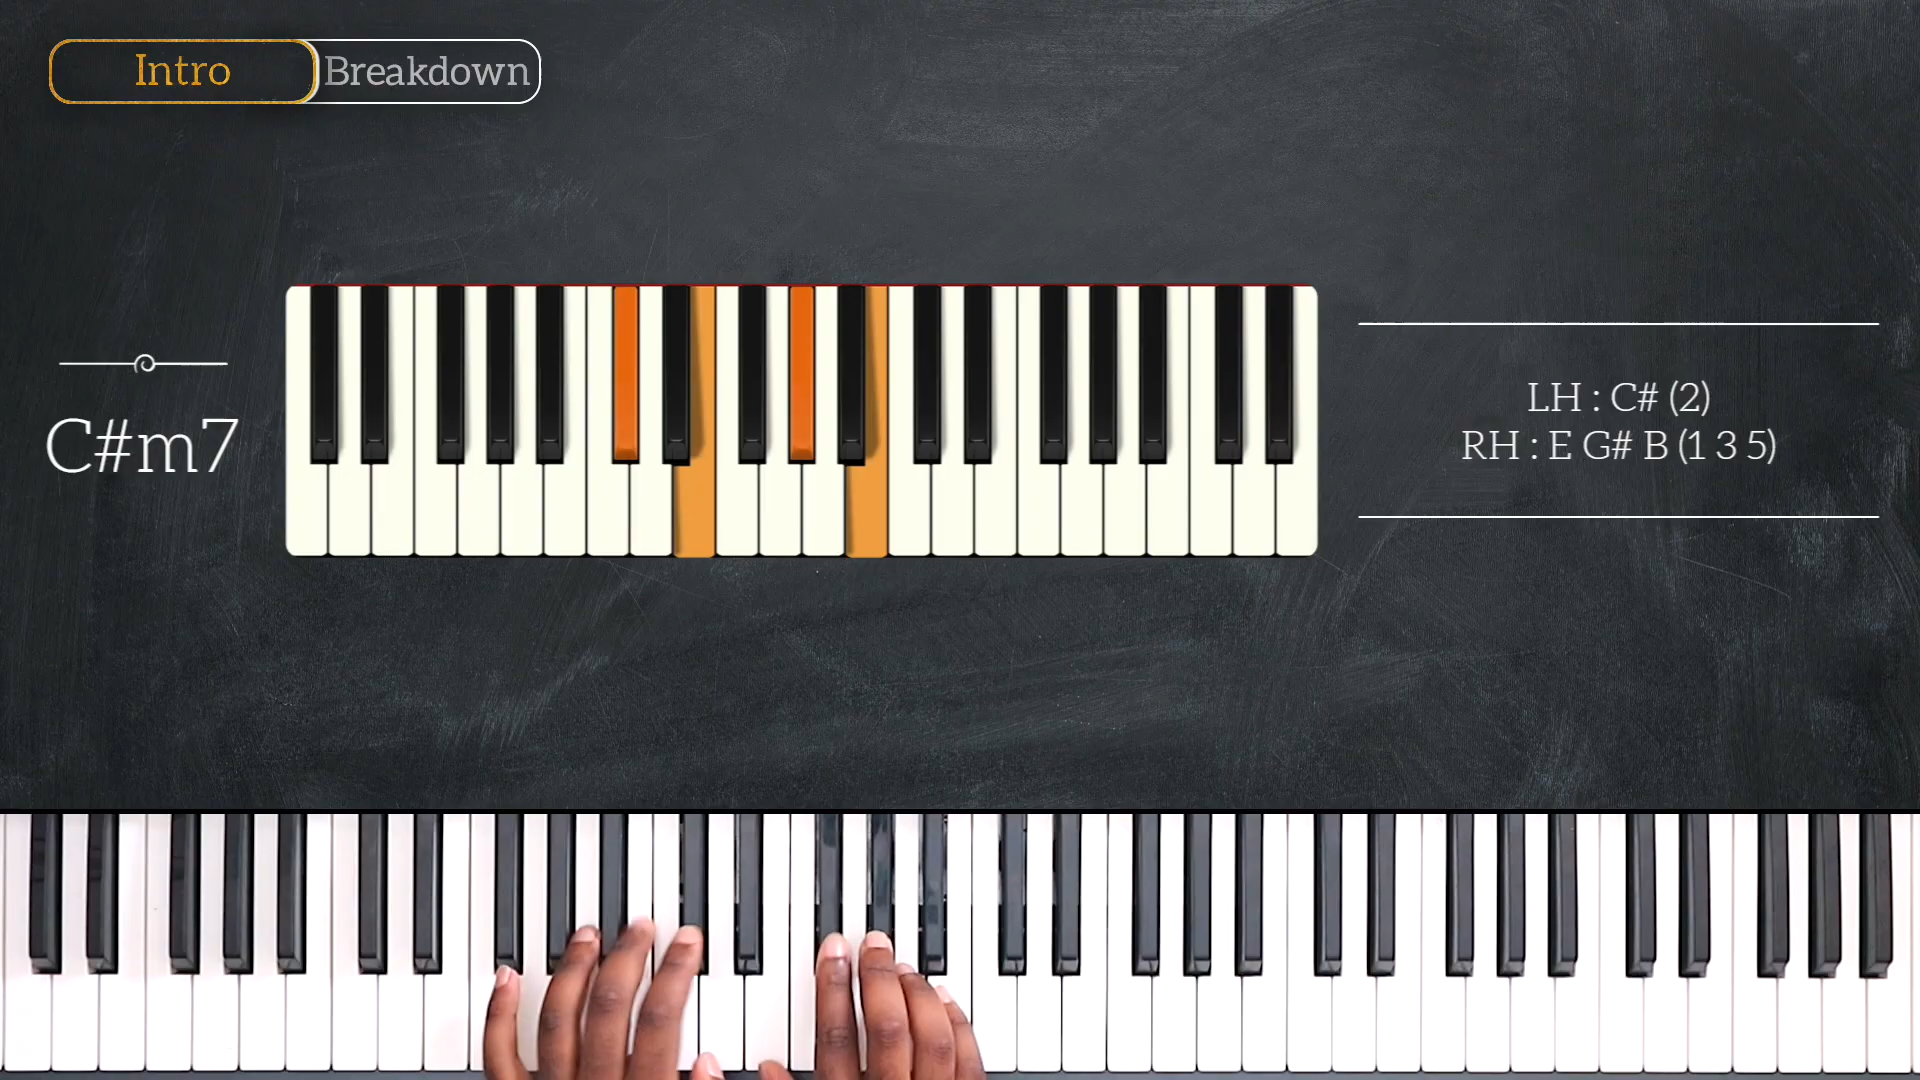 Intro Breakdown
C#m7
LH : C# (2)
RH : E G# B (1 3 5)